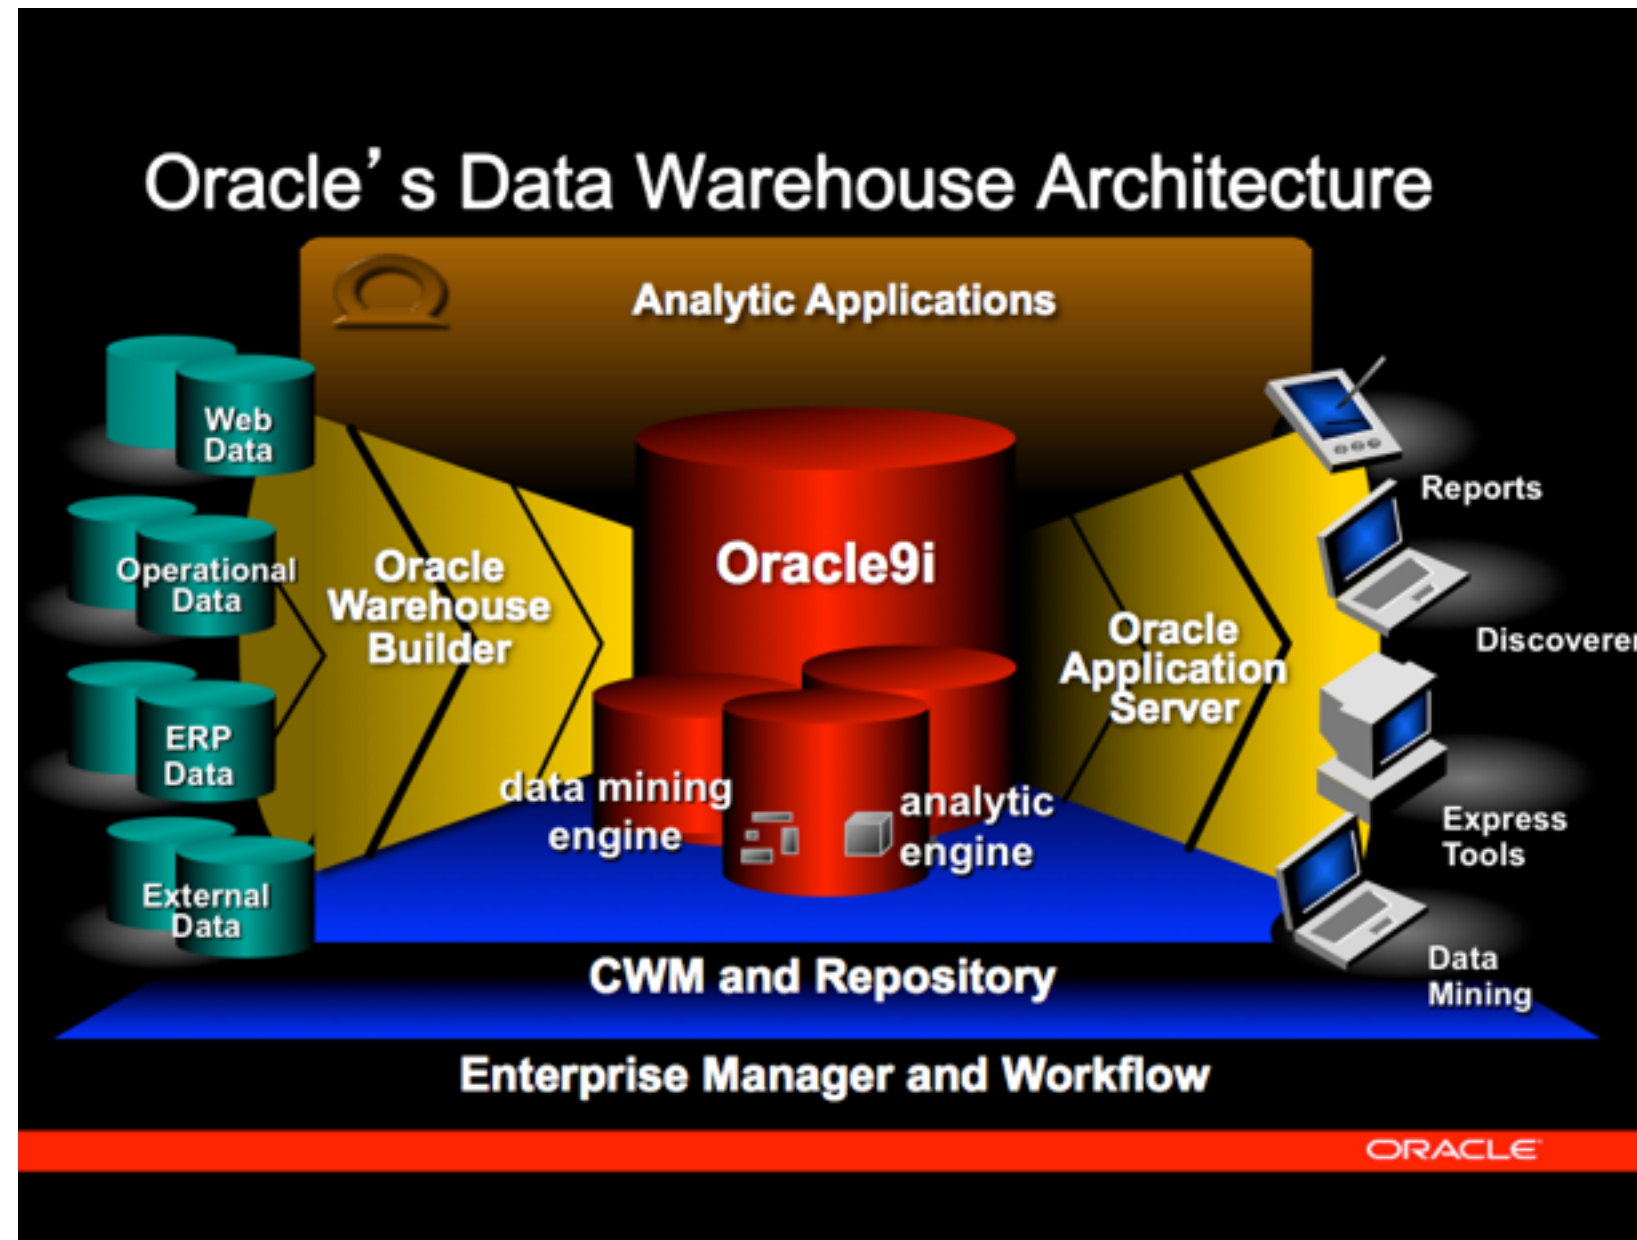 Oracle’s Data Warehouse Architecture
Analytic Applications
Web
Data
Operational
Data
ERP
Data
External
Data
Oracle
Warehouse
Builder
Oracle9i
data mining
engine
analytic
engine
Oracle
Application
Server
Reports
Discoverer
Express
Tools
Data
Mining
CWM and Repository
Enterprise Manager and Workflow
ORACLE